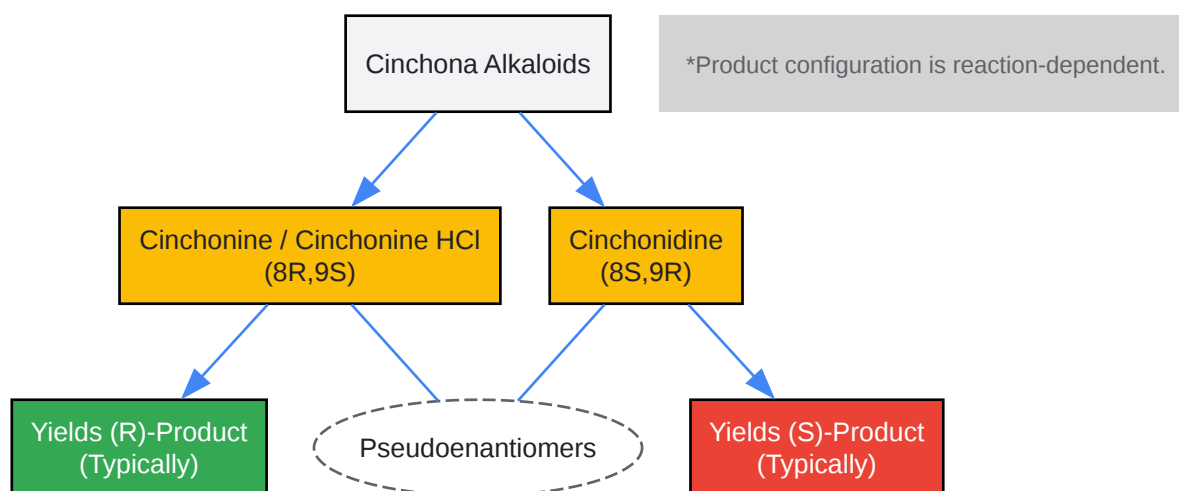 Cinchona Alkaloids
*Product configuration is reaction-dependent.
Cinchonine / Cinchonine HCl
(8R,9S)
Cinchonidine
(8S,9R)
Yields (R)-Product
(Typically)
Pseudoenantiomers
Yields (S)-Product
(Typically)